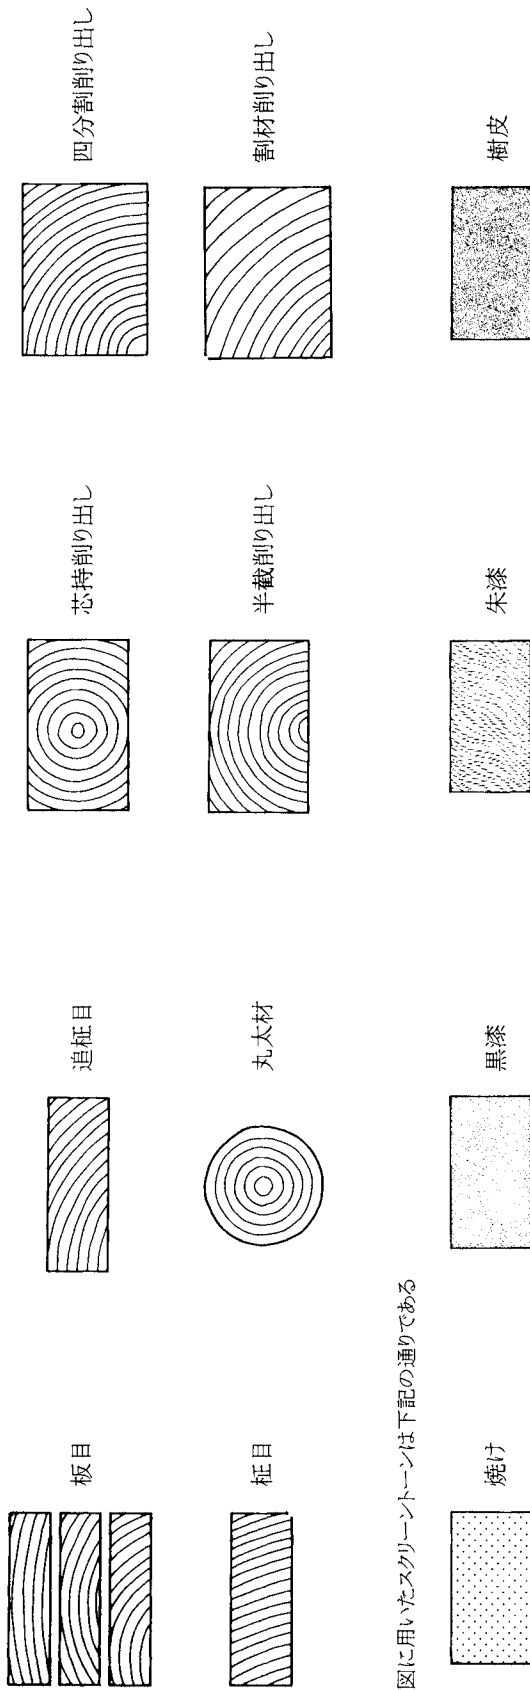 板目
追柾目
芯持削り出し
四分割削り出し
柾目
丸太材
半截削り出し
割材削り出し
図に用いたスクリーントーンは下記の通りである
焼け
黒漆
朱漆
樹皮